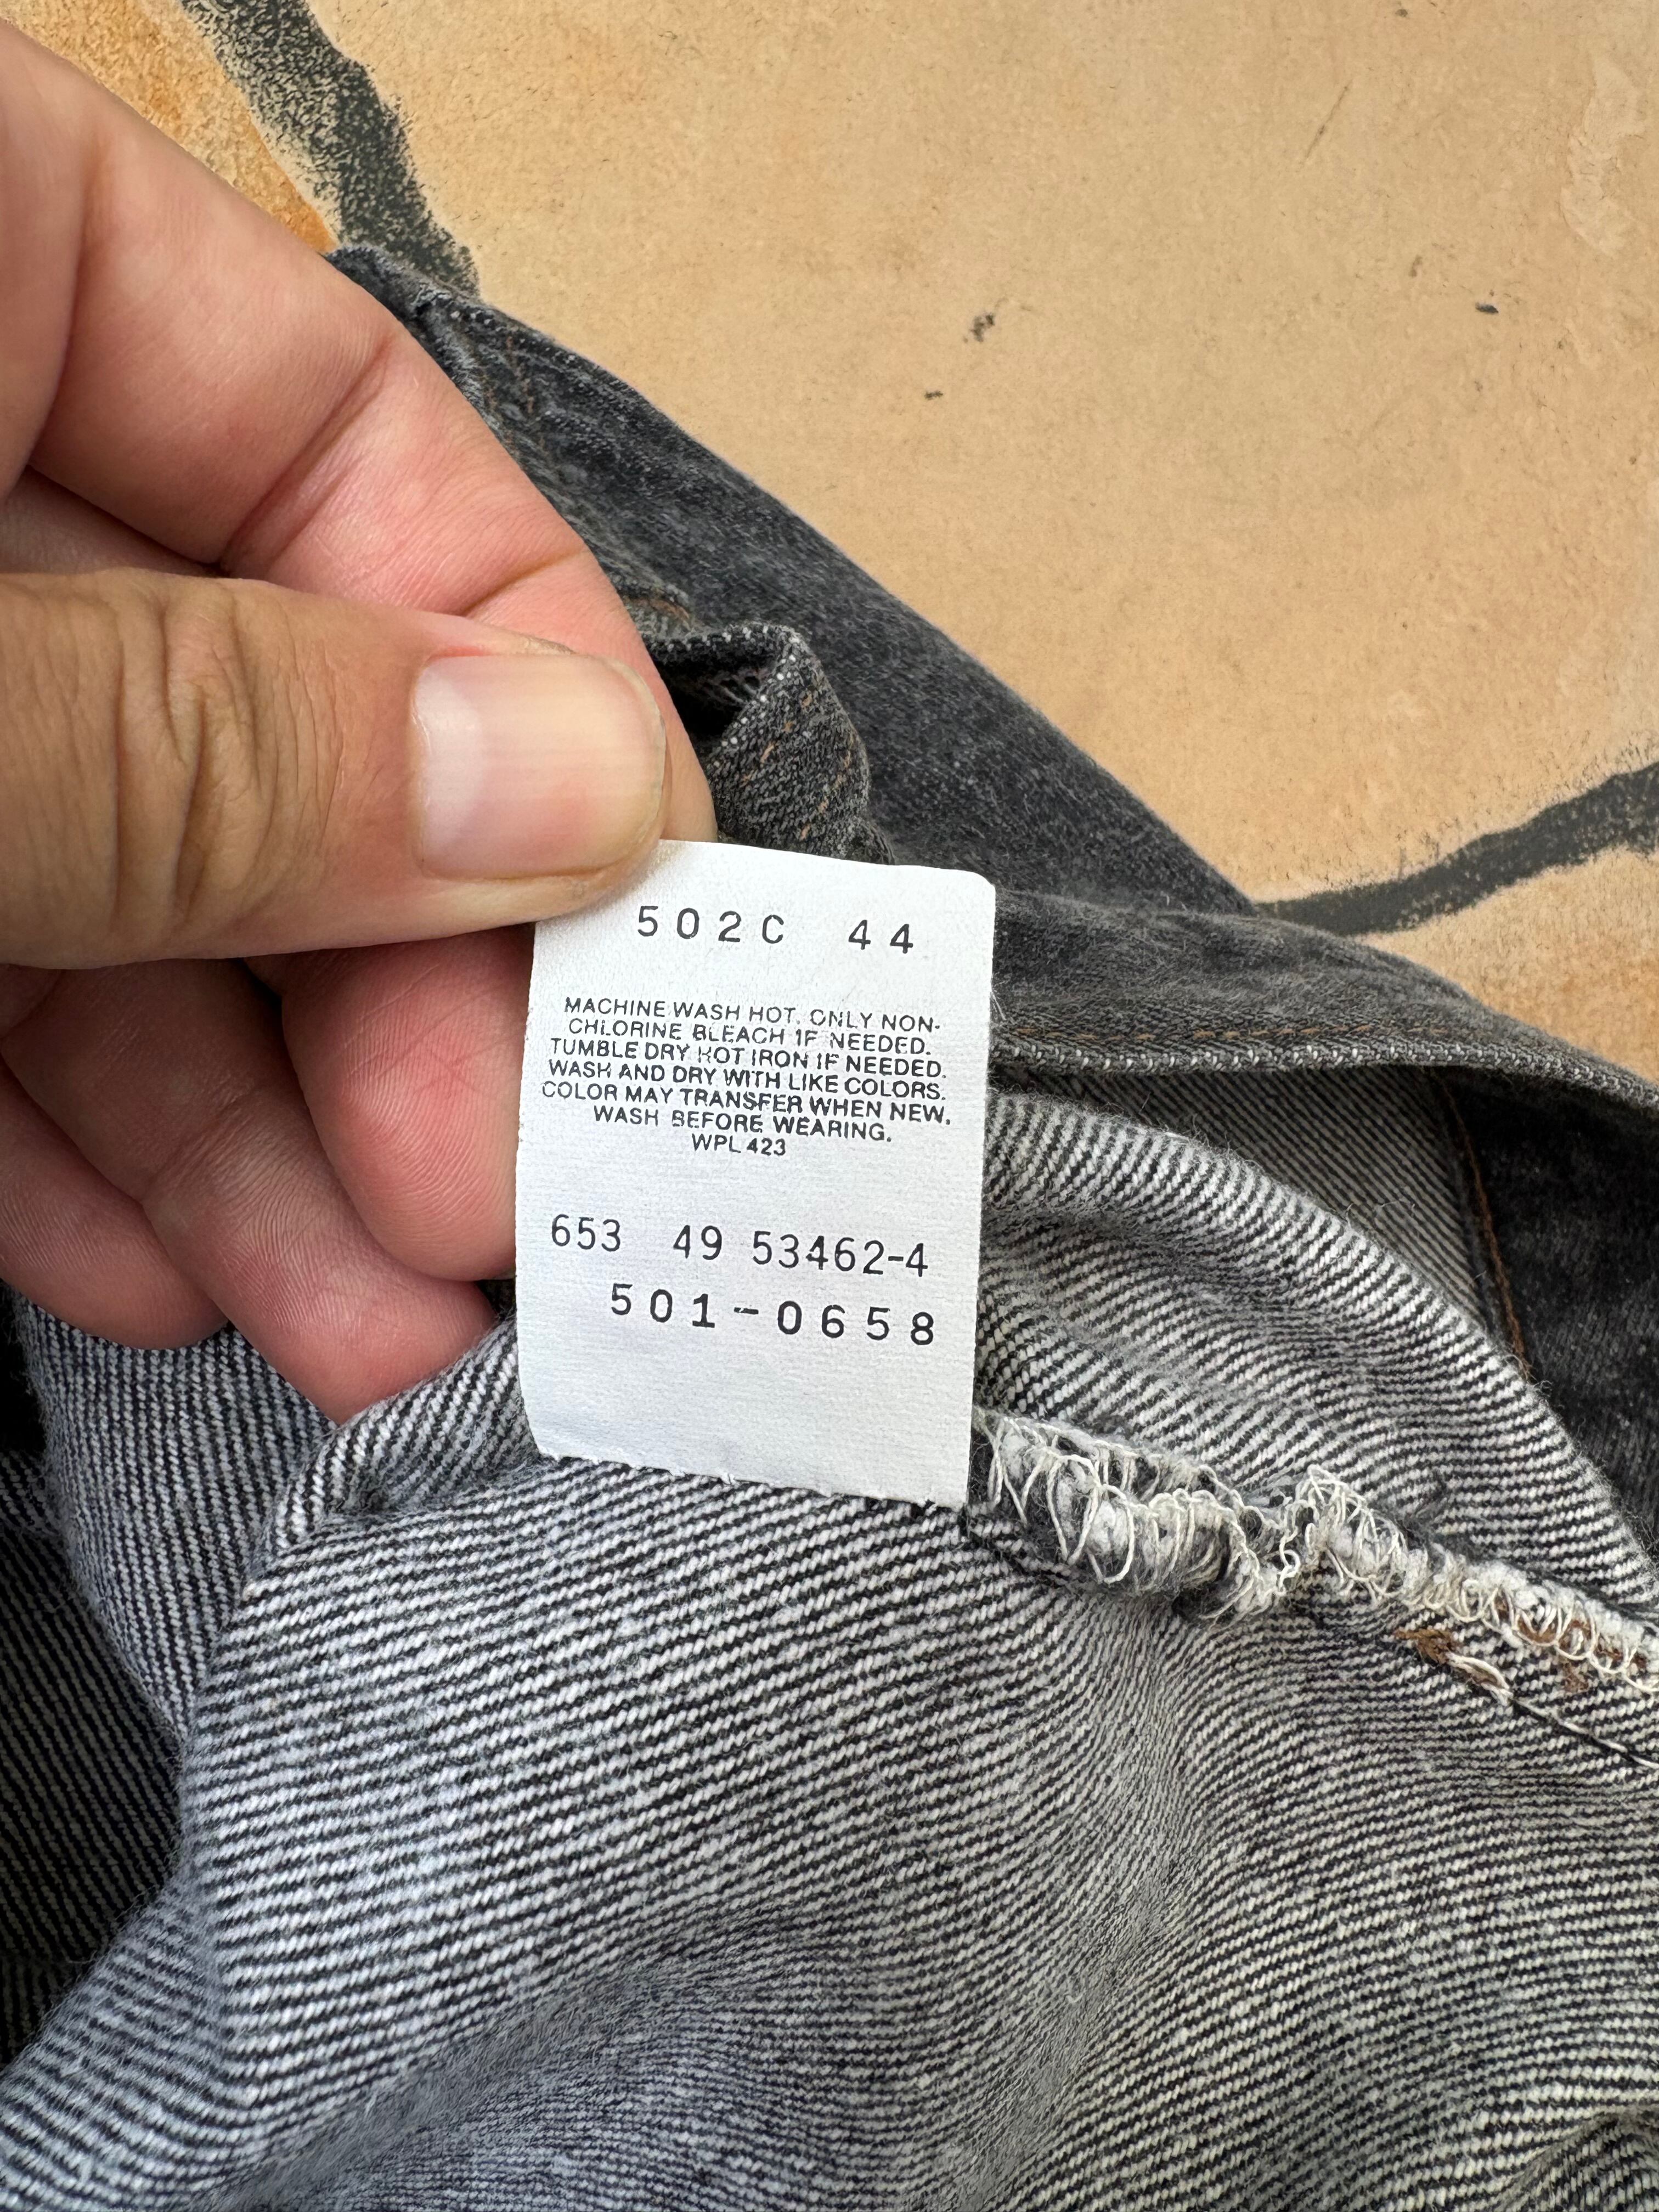 502C 44
MACHINE WASH HOT, ONLY NON-
CHLORINE BLEACH IF NEEDED.
TUMBLE DRY HOT IRON IF NEEDED.
WASH AND DRY WITH LIKE COLORS.
COLOR MAY TRANSFER WHEN NEW,
WASH BEFORE WEARING.
WPL 423
653 49 53462-4
501-0658